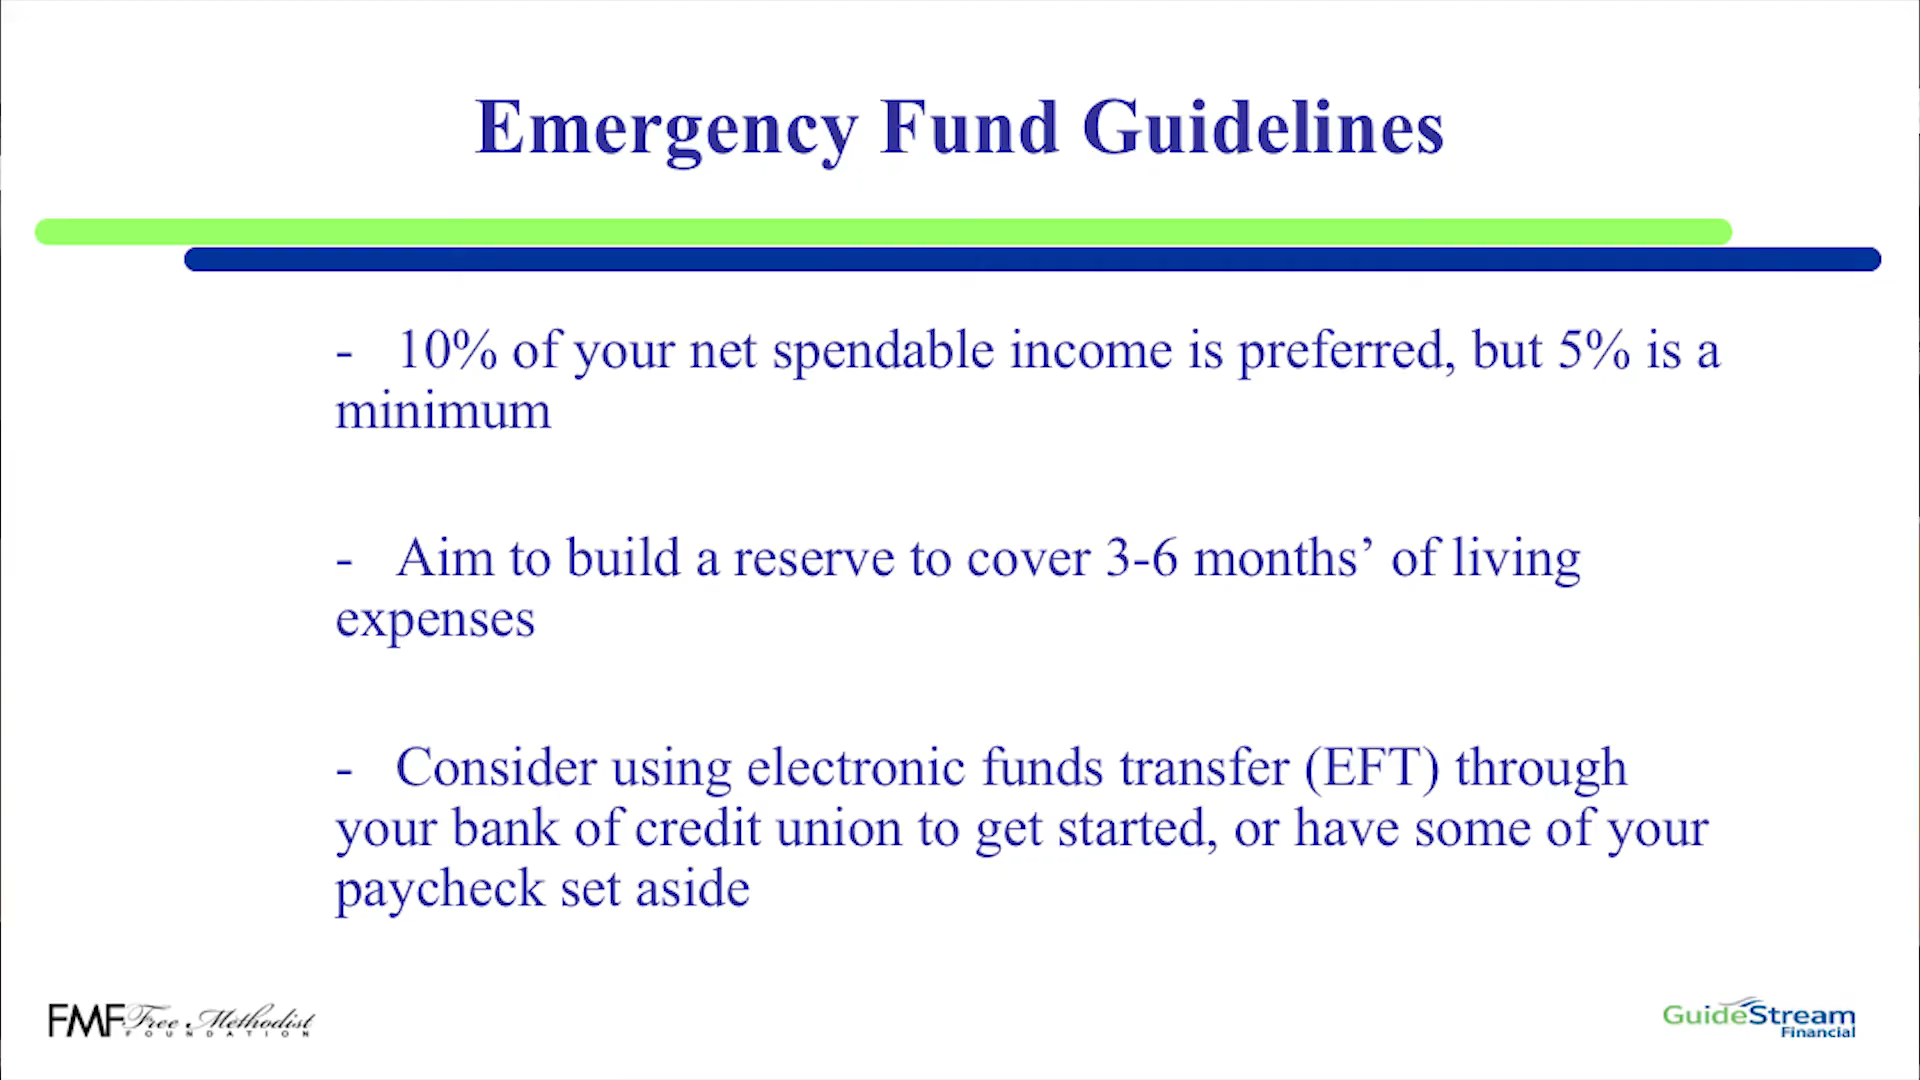 Emergency Fund Guidelines
- 10% of your net spendable income is preferred, but 5% is a
minimum
- Aim to build a reserve to cover 3-6 months’ of living
expenses
- Consider using electronic funds transfer (EFT) through
your bank of credit union to get started, or have some of your
paycheck set aside
FMF Free Methodist
FOUNDATION
GuideStream
Financial